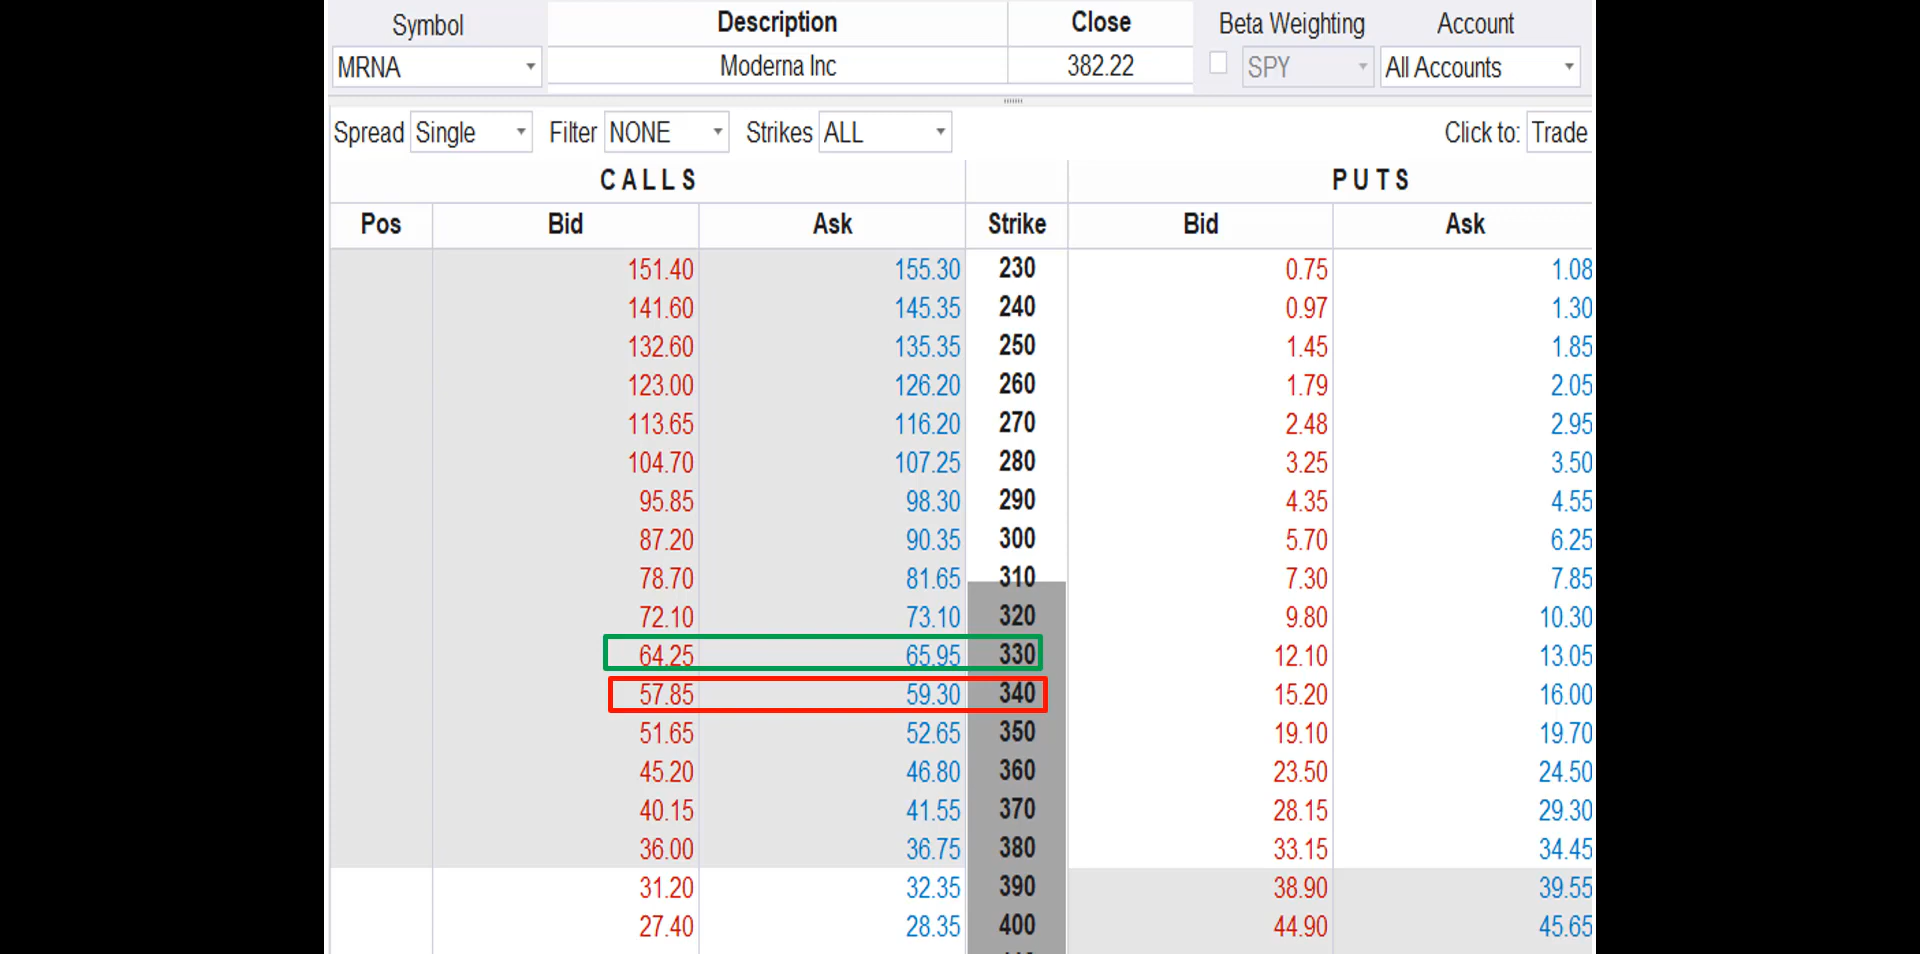 Symbol Description Close Beta Weighting Account
MRNA Moderna Inc 382.22 SPY All Accounts
Spread Single Filter NONE Strikes ALL Click to: Trade
CALLS PUTS
Pos Bid Ask Strike Bid Ask
151.40 155.30 230 0.75 1.08
141.60 145.35 240 0.97 1.30
132.60 135.35 250 1.45 1.85
123.00 126.20 260 1.79 2.05
113.65 116.20 270 2.48 2.95
104.70 107.25 280 3.25 3.50
95.85 98.30 290 4.35 4.55
87.20 90.35 300 5.70 6.25
78.70 81.65 310 7.30 7.85
72.10 73.10 320 9.80 10.30
64.25 65.95 330 12.10 13.05
57.85 59.30 340 15.20 16.00
51.65 52.65 350 19.10 19.70
45.20 46.80 360 23.50 24.50
40.15 41.55 370 28.15 29.30
36.00 36.75 380 33.15 34.45
31.20 32.35 390 38.90 39.55
27.40 28.35 400 44.90 45.65